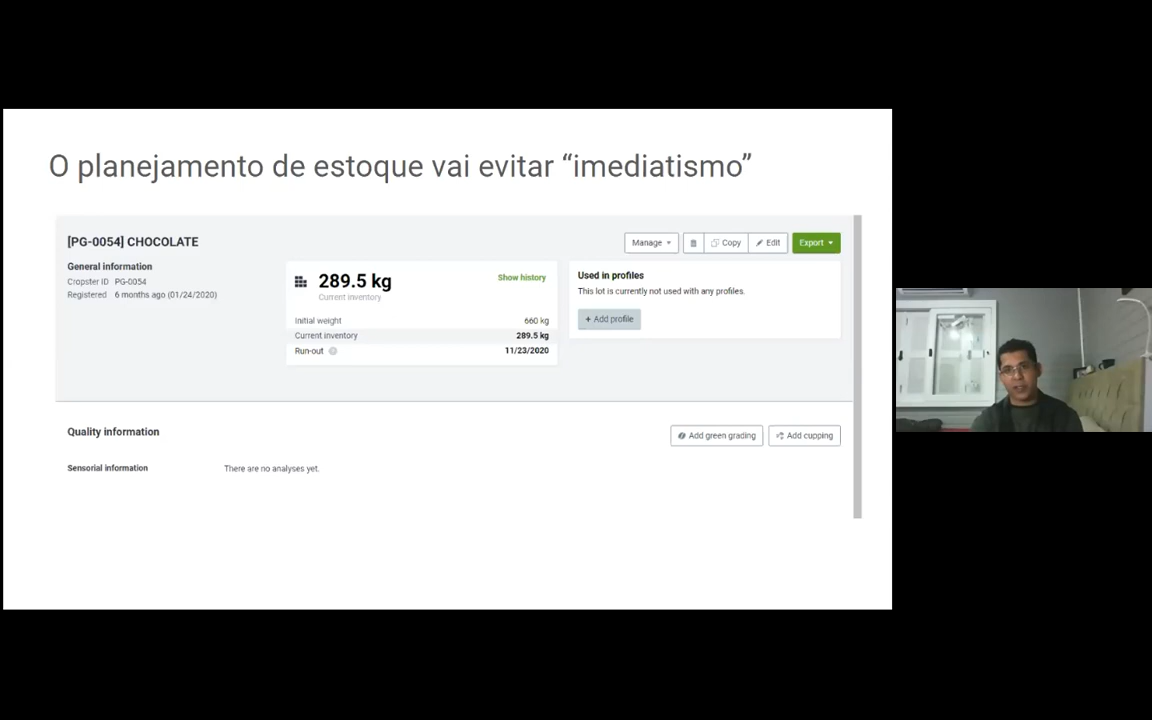 O planejamento de estoque vai evitar “imediatismo”
[PG-0054] CHOCOLATE
Manage
Copy
Edit
Export
General information
Cropster ID PG-0054
Registered 6 months ago (01/24/2020)
289.5 kg
Current inventory
Show history
Initial weight 660 kg
Current inventory 289.5 kg
Run-out ? 11/23/2020
Used in profiles
This lot is currently not used with any profiles.
+ Add profile
Quality information
Add green grading
Add cupping
Sensorial information There are no analyses yet.